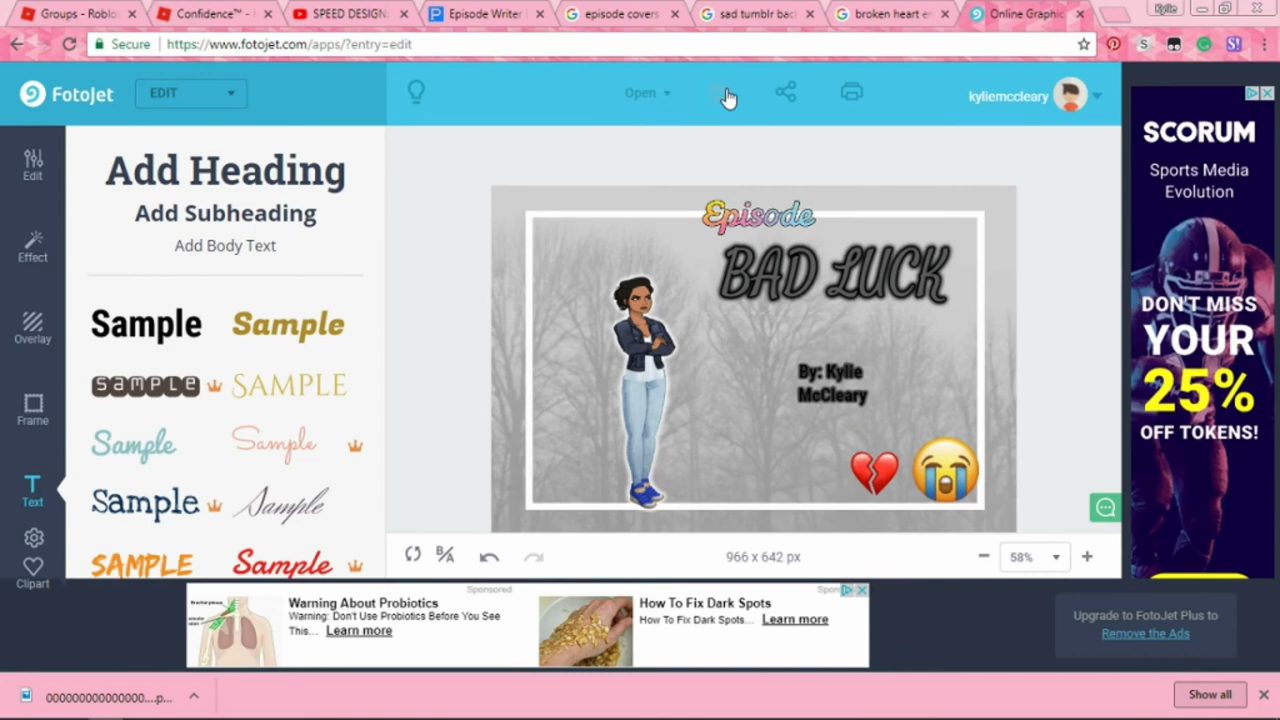 Groups - Roblo
Confidence™ -
SPEED DESIGN
Episode Writer
episode covers
sad tumblr bac
broken heart e
Online Graphic
Kylie
Secure
https://www.fotojet.com/apps/?entry=edit
FotoJet
EDIT
Open
kyliemccleary
Edit
Effect
Overlay
Frame
Text
Clipart
Add Heading
Add Subheading
Add Body Text
Sample
Sample
SAMPLE
SAMPLE
Sample
Sample
Sample
Sample
SAMPLE
Sample
Episode
BAD LUCK
By: Kylie
McCleary
966 x 642 px
58%
SCORUM
Sports Media
Evolution
DON'T MISS
YOUR
25%
OFF TOKENS!
Sponsored
Warning About Probiotics
Warning: Don't Use Probiotics Before You See
This... Learn more
Spon
How To Fix Dark Spots
How To Fix Dark Spots... Learn more
Upgrade to FotoJet Plus to
Remove the Ads
000000000000000....p...
Show all